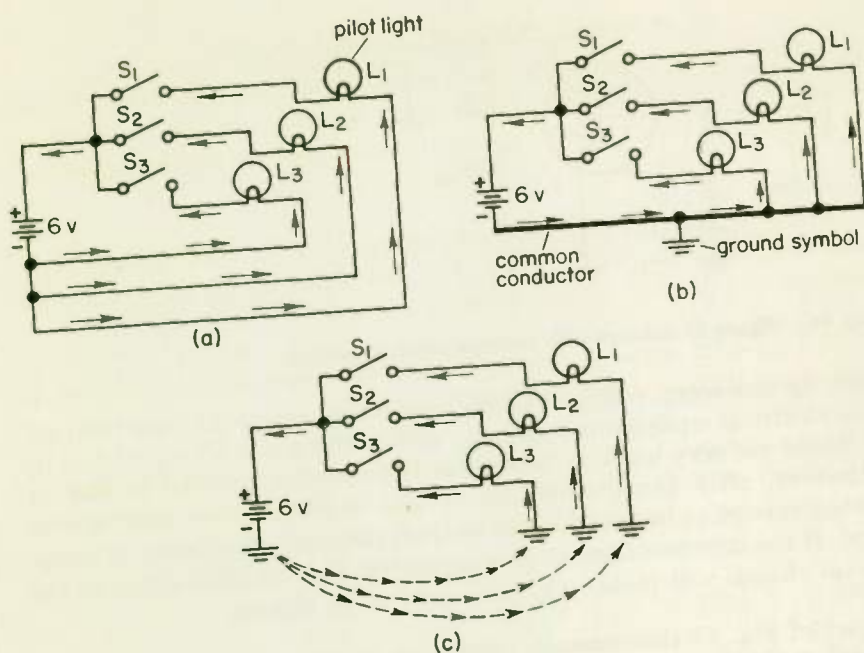 pilot light
S1
L1
S2
L2
S3
L3
+
6 v
-
(a)
S1
L1
S2
L2
S3
L3
+
6 v
-
common
conductor
ground symbol
(b)
S1
L1
S2
L2
S3
L3
+
6 v
-
(c)